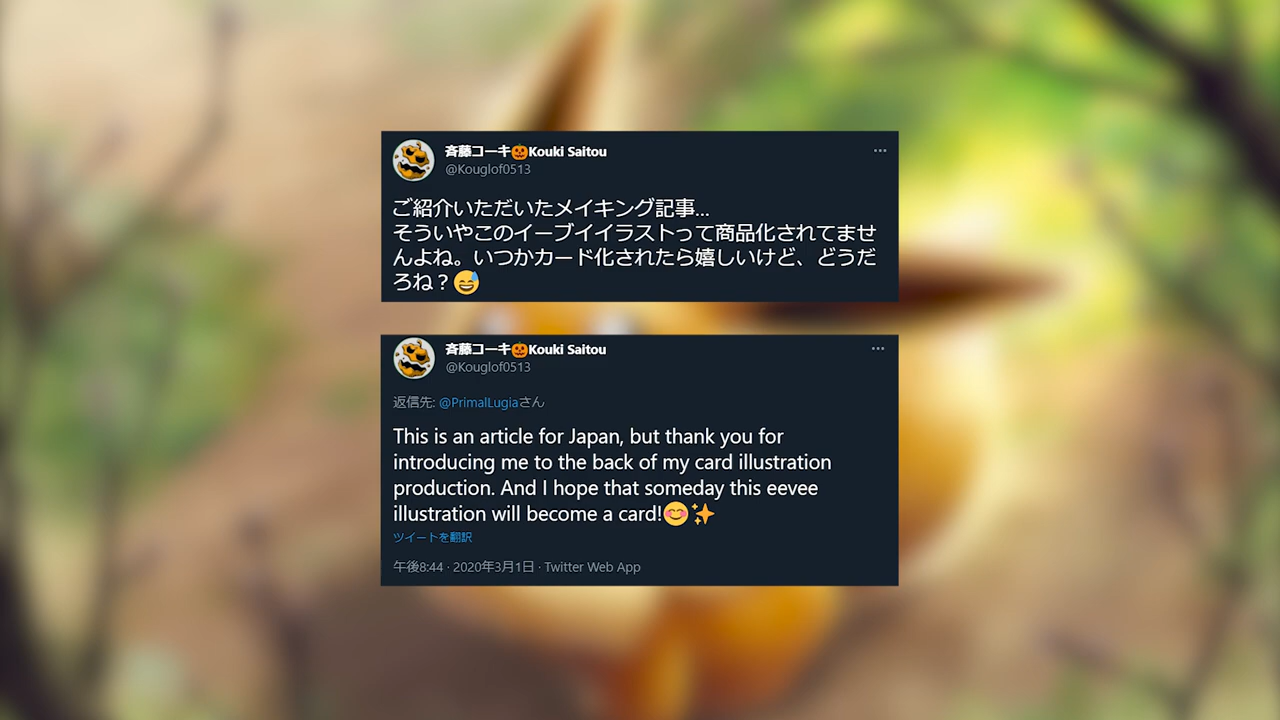 斉藤コーキ🎃Kouki Saitou
@Kouglof0513
ご紹介いただいたメイキング記事...
そういやこのイーブイイラストって商品化されてませ
んよね。いつかカード化されたら嬉しいけど、どうだ
ろね？😅
斉藤コーキ🎃Kouki Saitou
@Kouglof0513
返信先: @PrimalLugiaさん
This is an article for Japan, but thank you for
introducing me to the back of my card illustration
production. And I hope that someday this eevee
illustration will become a card!😊✨
ツイートを翻訳
午後8:44 · 2020年3月1日 · Twitter Web App